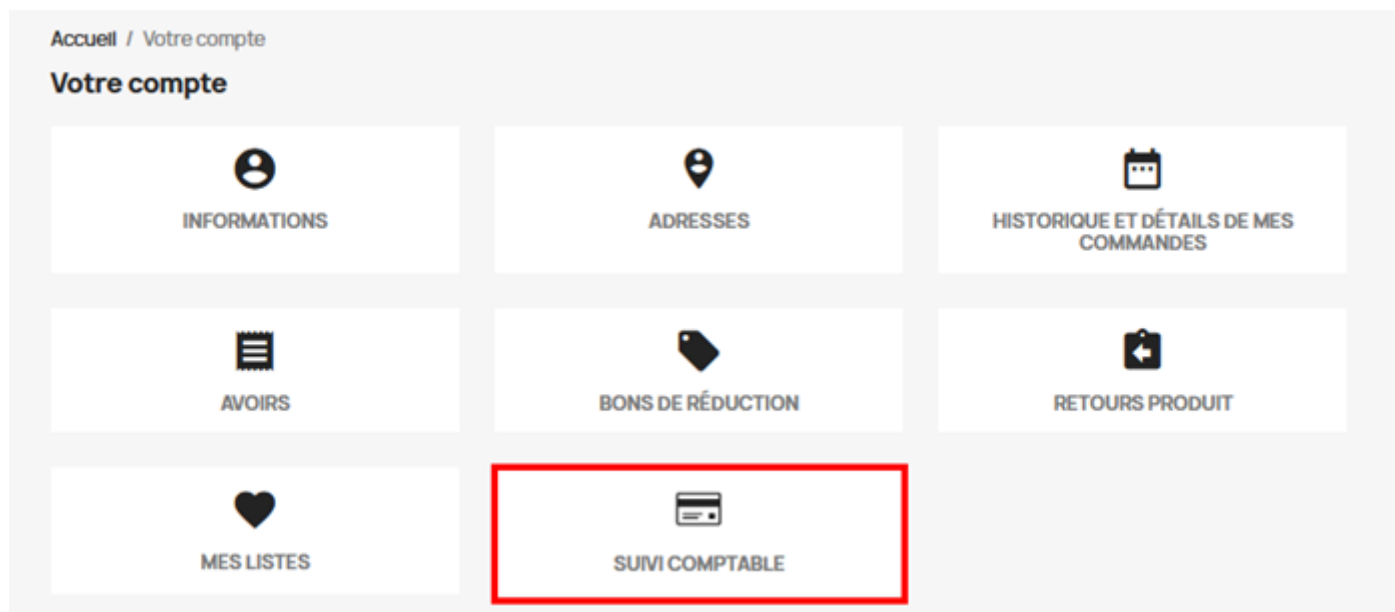 Accueil / Votre compte
Votre compte
INFORMATIONS
ADRESSES
HISTORIQUE ET DÉTAILS DE MES
COMMANDES
AVOIRS
BONS DE RÉDUCTION
RETOURS PRODUIT
MES LISTES
SUIVI COMPTABLE